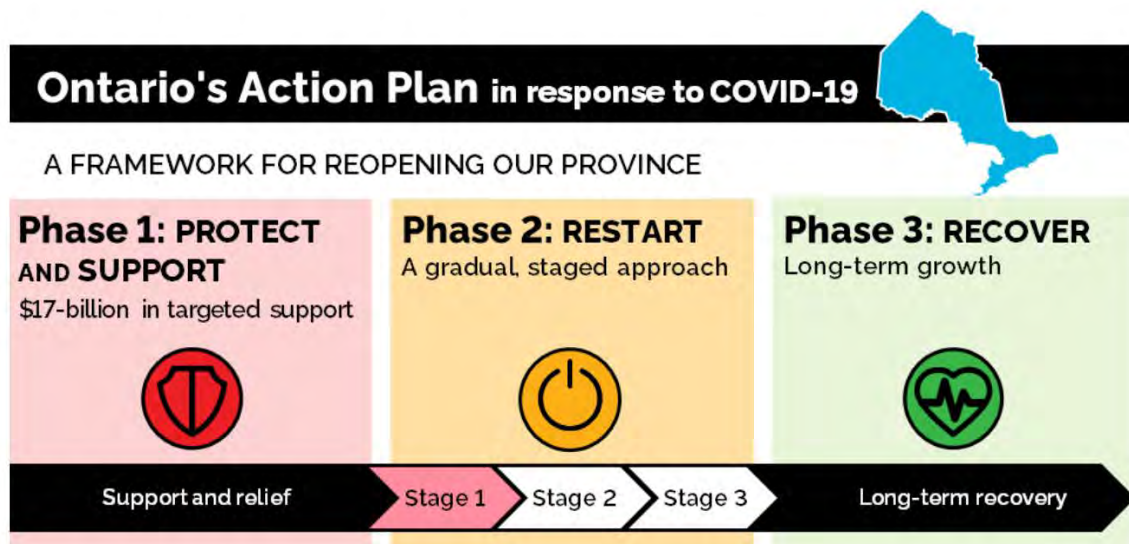 Ontario's Action Plan in response to COVID-19
A FRAMEWORK FOR REOPENING OUR PROVINCE
Phase 1: PROTECT
AND SUPPORT
$17-billion in targeted support
Phase 2: RESTART
A gradual, staged approach
Phase 3: RECOVER
Long-term growth
Support and relief
Stage 1
Stage 2
Stage 3
Long-term recovery